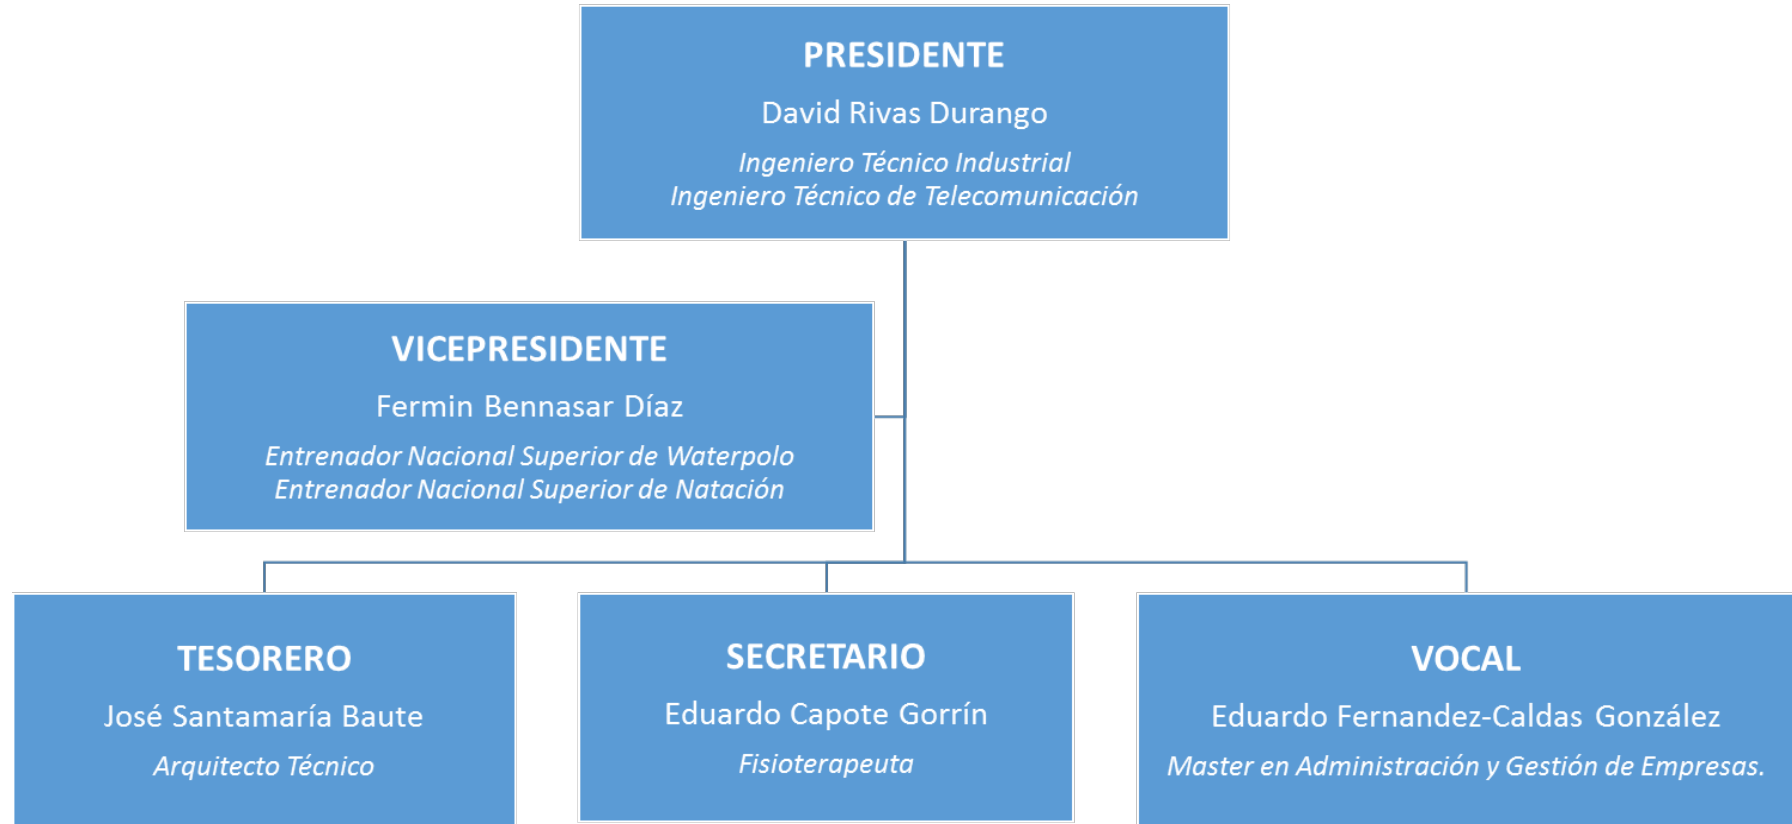 PRESIDENTE
David Rivas Durango
Ingeniero Técnico Industrial
Ingeniero Técnico de Telecomunicación
VICEPRESIDENTE
Fermin Bennasar Díaz
Entrenador Nacional Superior de Waterpolo
Entrenador Nacional Superior de Natación
TESORERO
José Santamaría Baute
Arquitecto Técnico
SECRETARIO
Eduardo Capote Gorrín
Fisioterapeuta
VOCAL
Eduardo Fernandez-Caldas González
Master en Administración y Gestión de Empresas.